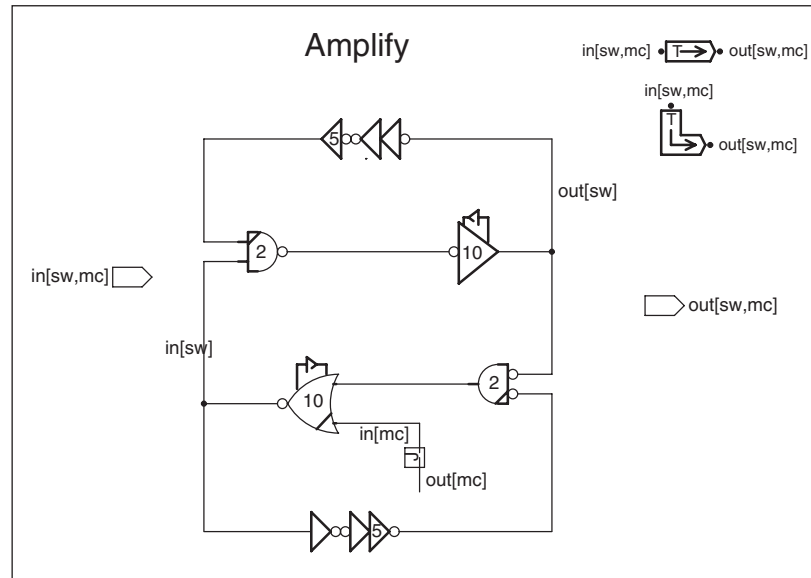 Amplify
in[sw,mc] T out[sw,mc]
in[sw,mc]
T
out[sw,mc]
5
out[sw]
2
10
in[sw,mc]
out[sw,mc]
in[sw]
2
10
in[mc]
J
out[mc]
5